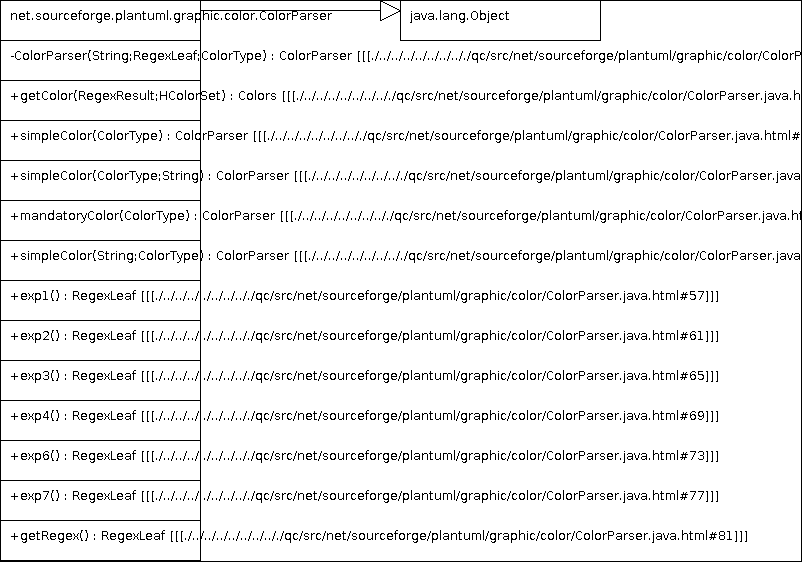 net.sourceforge.plantuml.graphic.color.ColorParser
java.lang.Object
-ColorParser(String;RegexLeaf;ColorType) : ColorParser [[[./../../../../../../../qc/src/net/sourceforge/plantuml/graphic/color/ColorP
+getColor(RegexResult;HColorSet) : Colors [[[./../../../../../../../qc/src/net/sourceforge/plantuml/graphic/color/ColorParser.java.h
+simpleColor(ColorType) : ColorParser [[[./../../../../../../../qc/src/net/sourceforge/plantuml/graphic/color/ColorParser.java.html#
+simpleColor(ColorType;String) : ColorParser [[[./../../../../../../../qc/src/net/sourceforge/plantuml/graphic/color/ColorParser.java
+mandatoryColor(ColorType) : ColorParser [[[./../../../../../../../qc/src/net/sourceforge/plantuml/graphic/color/ColorParser.java.ht
+simpleColor(String;ColorType) : ColorParser [[[./../../../../../../../qc/src/net/sourceforge/plantuml/graphic/color/ColorParser.java
+exp1() : RegexLeaf [[[./../../../../../../../qc/src/net/sourceforge/plantuml/graphic/color/ColorParser.java.html#57]]]
+exp2() : RegexLeaf [[[./../../../../../../../qc/src/net/sourceforge/plantuml/graphic/color/ColorParser.java.html#61]]]
+exp3() : RegexLeaf [[[./../../../../../../../qc/src/net/sourceforge/plantuml/graphic/color/ColorParser.java.html#65]]]
+exp4() : RegexLeaf [[[./../../../../../../../qc/src/net/sourceforge/plantuml/graphic/color/ColorParser.java.html#69]]]
+exp6() : RegexLeaf [[[./../../../../../../../qc/src/net/sourceforge/plantuml/graphic/color/ColorParser.java.html#73]]]
+exp7() : RegexLeaf [[[./../../../../../../../qc/src/net/sourceforge/plantuml/graphic/color/ColorParser.java.html#77]]]
+getRegex() : RegexLeaf [[[./../../../../../../../qc/src/net/sourceforge/plantuml/graphic/color/ColorParser.java.html#81]]]